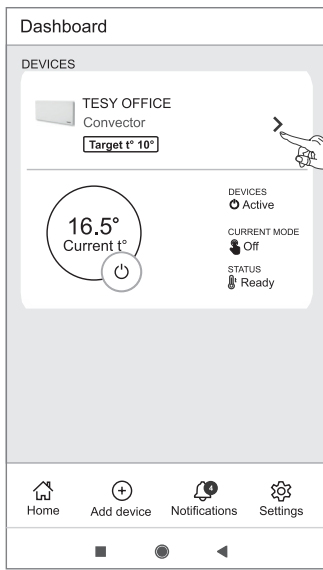 Dashboard
DEVICES
TESY OFFICE
Convector
Target t° 10°
16.5°
Current t°
DEVICES
Active
CURRENT MODE
Off
STATUS
Ready
4
Home
Add device
Notifications
Settings